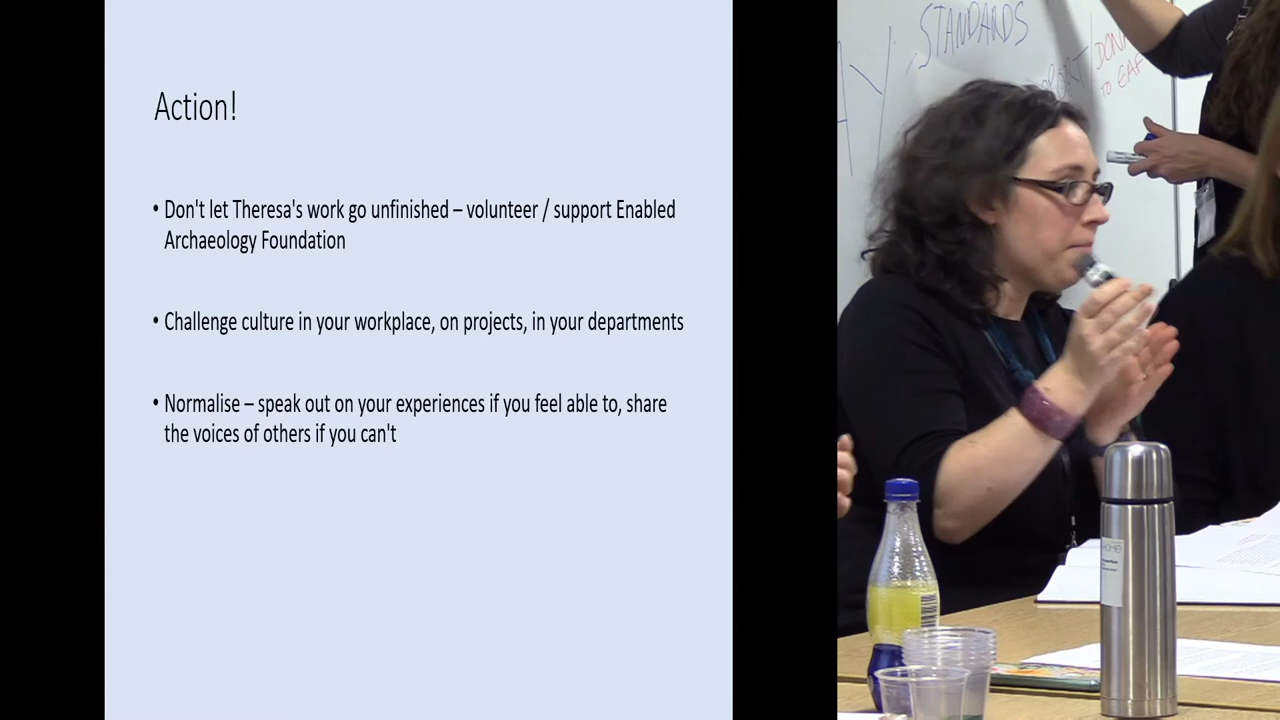 Action!
• Don't let Theresa's work go unfinished – volunteer / support Enabled
Archaeology Foundation
• Challenge culture in your workplace, on projects, in your departments
• Normalise – speak out on your experiences if you feel able to, share
the voices of others if you can't
STANDARDS
TO EAF